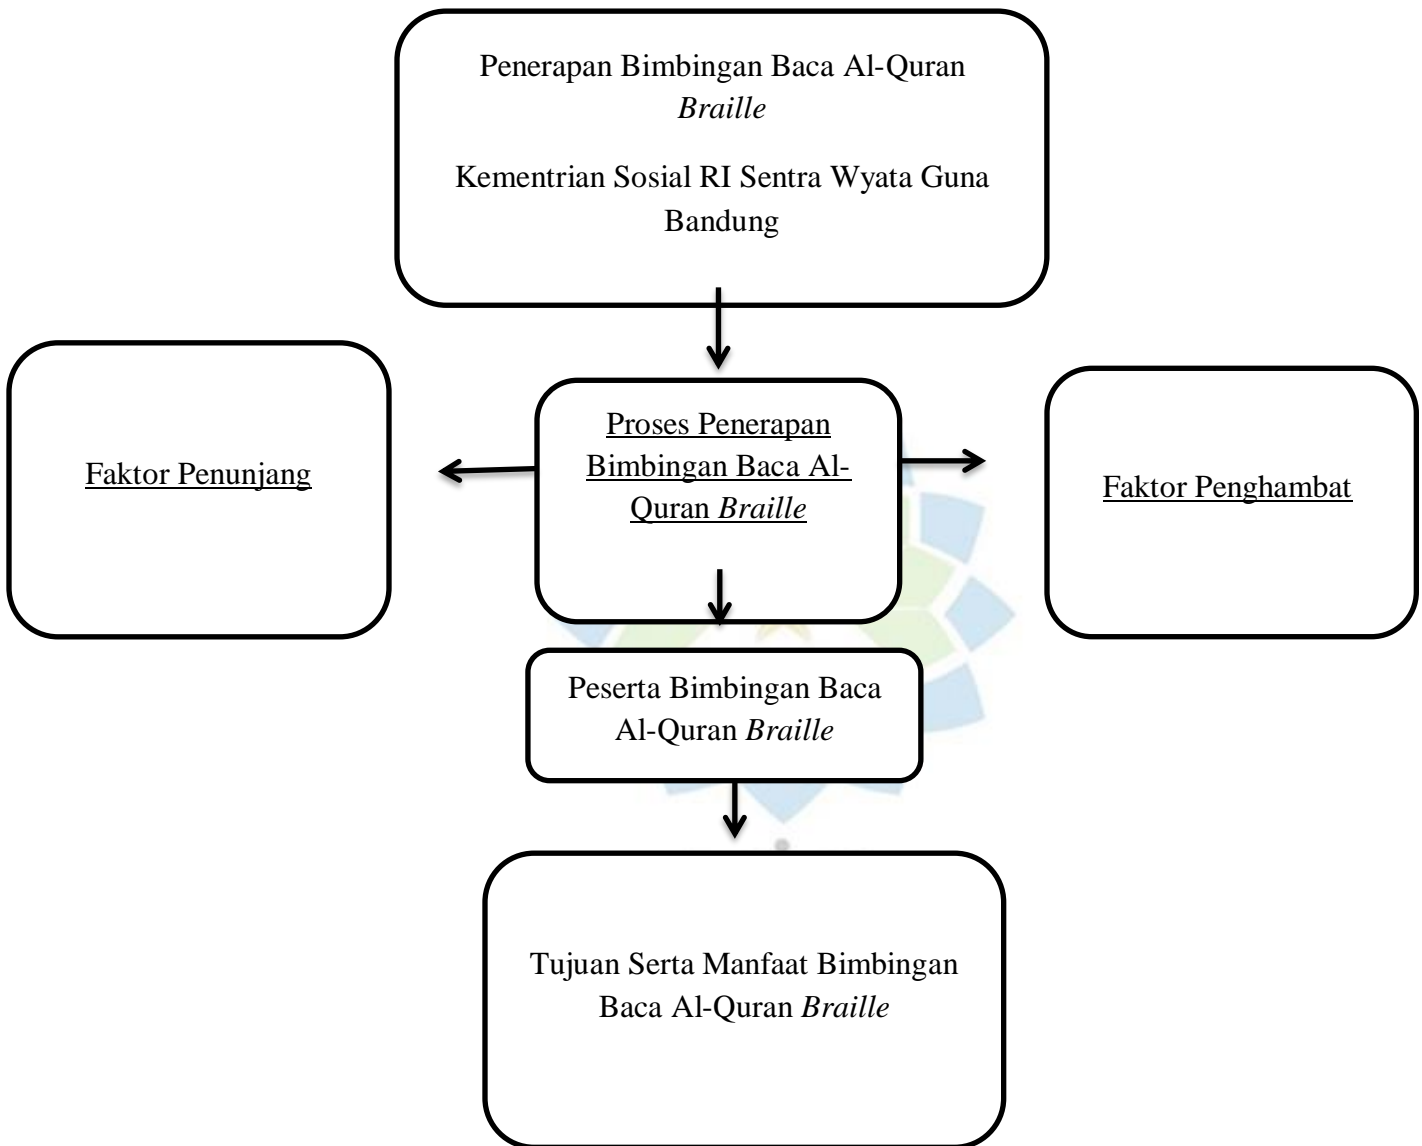 Penerapan Bimbingan Baca Al-Quran
Braille
Kementrian Sosial RI Sentra Wyata Guna
Bandung
Faktor Penunjang
Proses Penerapan
Bimbingan Baca Al-
Quran Braille
Faktor Penghambat
Peserta Bimbingan Baca
Al-Quran Braille
Tujuan Serta Manfaat Bimbingan
Baca Al-Quran Braille